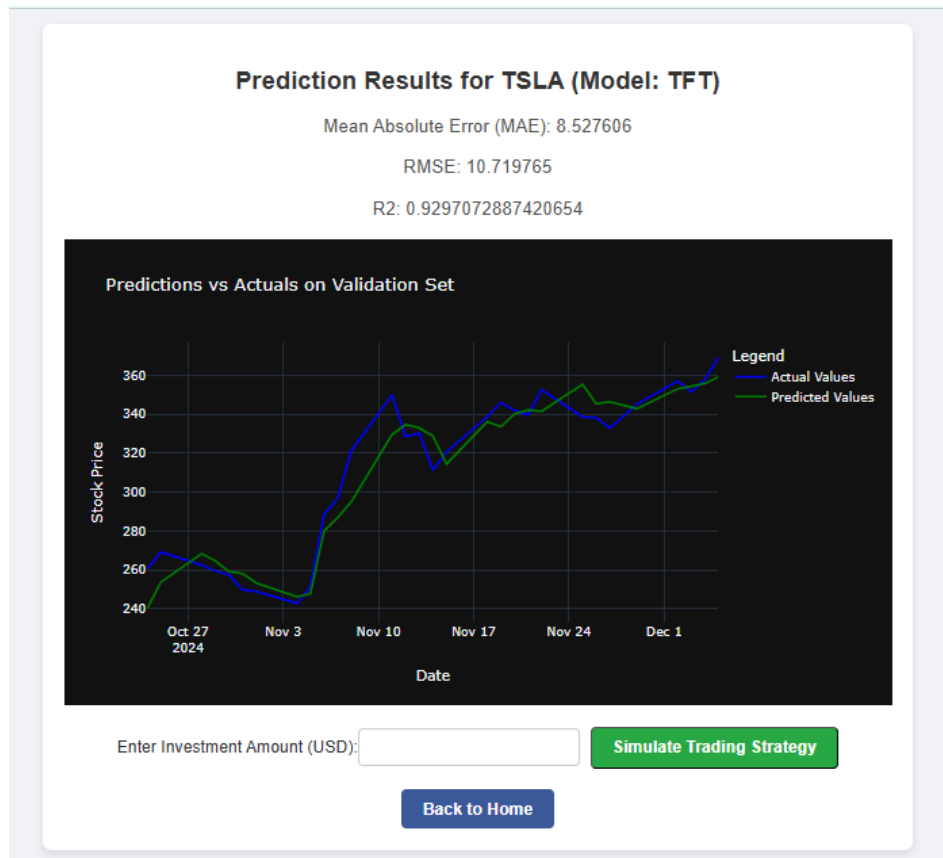 Prediction Results for TSLA (Model: TFT)
Mean Absolute Error (MAE): 8.527606
RMSE: 10.719765
R2: 0.9297072887420654
Predictions vs Actuals on Validation Set
Legend
Actual Values
Predicted Values
Stock Price
360
340
320
300
280
260
240
Oct 27
2024
Nov 3
Nov 10
Nov 17
Nov 24
Dec 1
Date
Enter Investment Amount (USD):
Simulate Trading Strategy
Back to Home